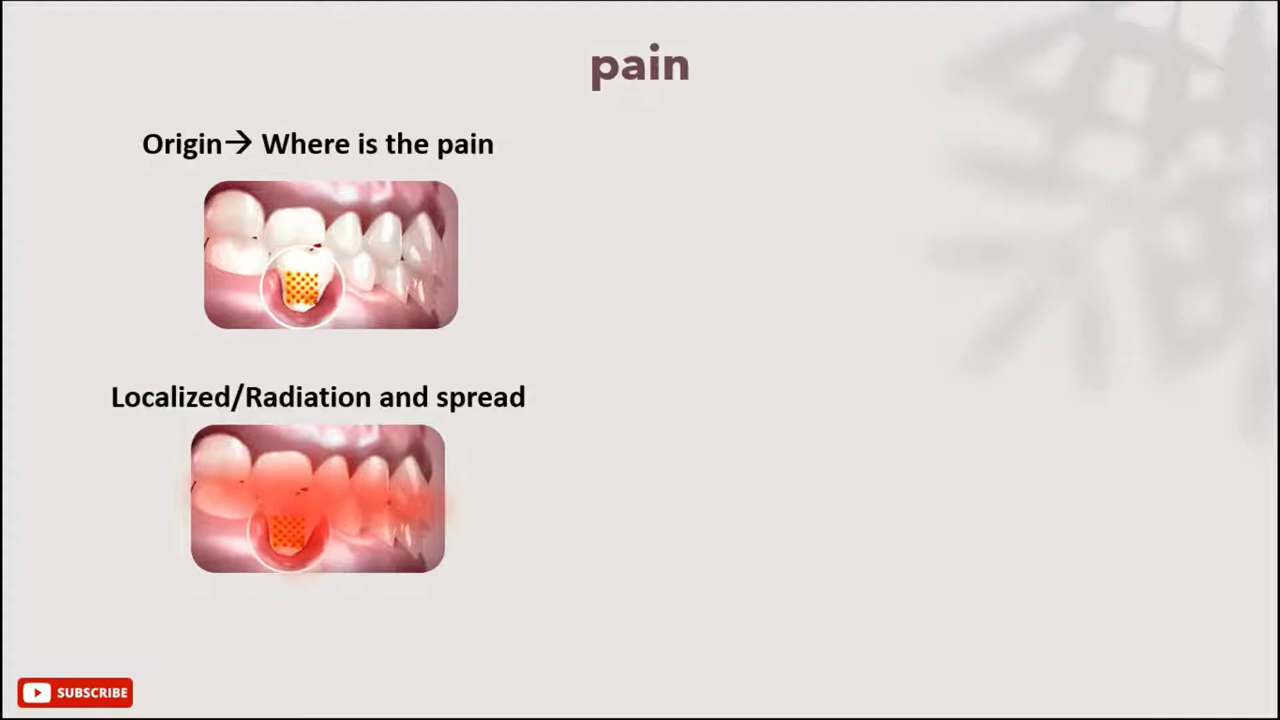 pain
Origin→ Where is the pain
Localized/Radiation and spread
SUBSCRIBE